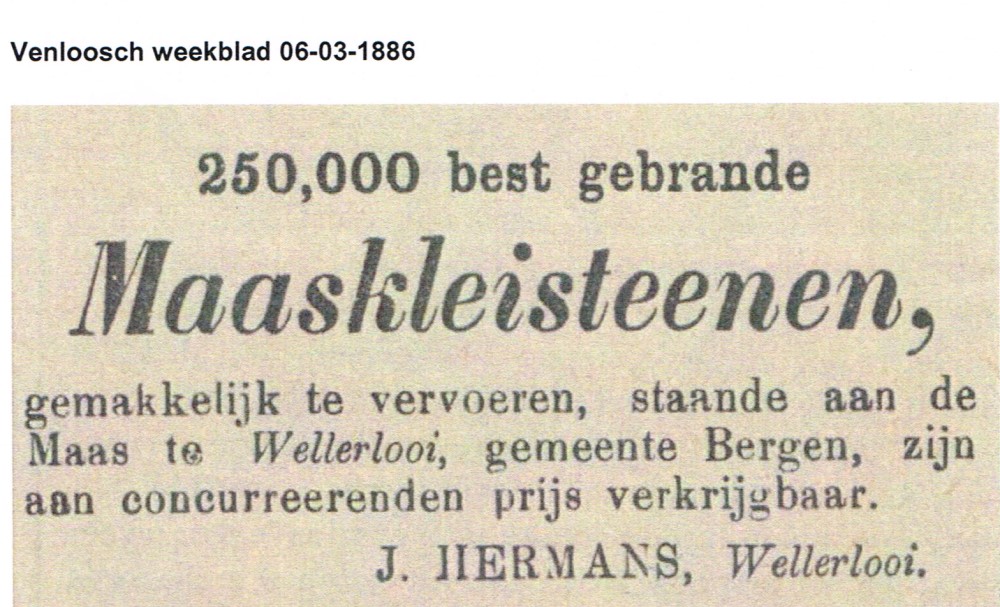 Venloosch weekblad 06-03-1886
250,000 best gebrande
Maaskleisteenen,
gemakkelijk te vervoeren, staande aan de
Maas te Wellerlooi, gemeente Bergen, zijn
aan concurreerenden prijs verkrijgbaar.
J. HERMANS, Wellerlooi.